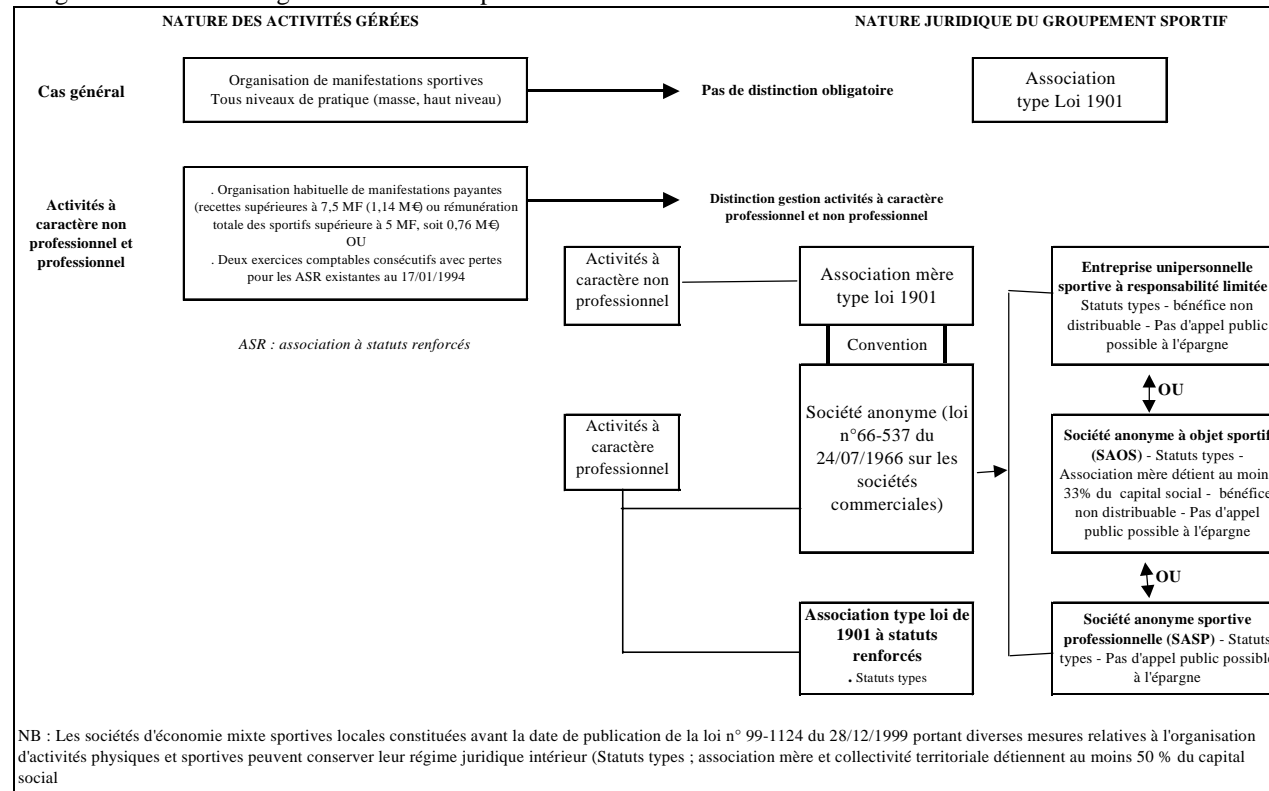 NATURE DES ACTIVITÉS GÉRÉES
NATURE JURIDIQUE DU GROUPEMENT SPORTIF
Cas général
Organisation de manifestations sportives
Tous niveaux de pratique (masse, haut niveau)
Pas de distinction obligatoire
Association
type Loi 1901
Activités à
caractère non
professionnel et
professionnel
. Organisation habituelle de manifestations payantes
(recettes supérieures à 7,5 MF (1,14 M€) ou rémunération
totale des sportifs supérieure à 5 MF, soit 0,76 M€)
OU
. Deux exercices comptables consécutifs avec pertes
pour les ASR existantes au 17/01/1994
Distinction gestion activités à caractère
professionnel et non professionnel
ASR : association à statuts renforcés
Activités à
caractère non
professionnel
Association mère
type loi 1901
Convention
Entreprise unipersonnelle
sportive à responsabilité limitée
Statuts types - bénéfice non
distribuable - Pas d'appel public
possible à l'épargne
OU
Activités à
caractère
professionnel
Société anonyme (loi
n°66-537 du
24/07/1966 sur les
sociétés
commerciales)
Société anonyme à objet sportif
(SAOS) - Statuts types -
Association mère détient au moins
33% du capital social - bénéfice
non distribuable - Pas d'appel
public possible à l'épargne
OU
Association type loi de
1901 à statuts
renforcés
. Statuts types
Société anonyme sportive
professionnelle (SASP) - Statuts
types - Pas d'appel public possible
à l'épargne
NB : Les sociétés d'économie mixte sportives locales constituées avant la date de publication de la loi n° 99-1124 du 28/12/1999 portant diverses mesures relatives à l'organisation
d'activités physiques et sportives peuvent conserver leur régime juridique intérieur (Statuts types ; association mère et collectivité territoriale détiennent au moins 50 % du capital
social